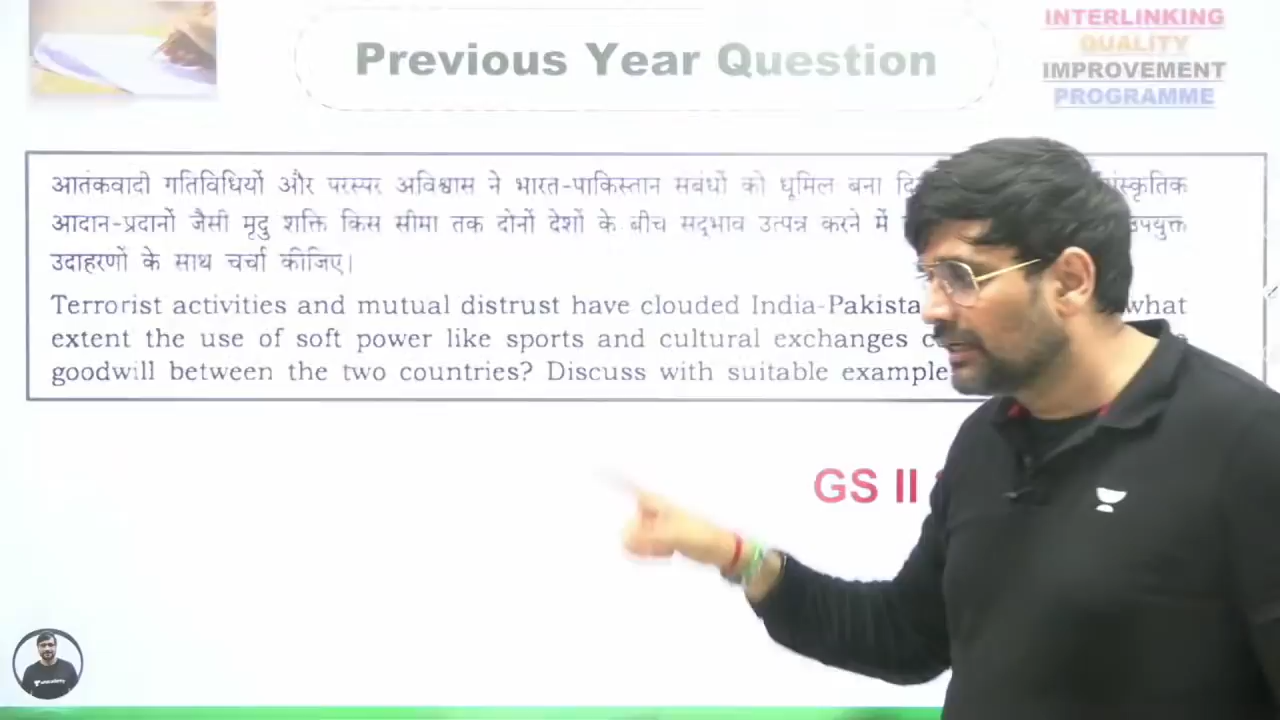 Previous Year Question
INTERLINKING
QUALITY
IMPROVEMENT
PROGRAMME
आतंकवादी गतिविधियों और परस्पर अविश्वास ने भारत-पाकिस्तान संबंधों को धूमिल बना
आदान-प्रदानों जैसी मृदु शक्ति किस सीमा तक दोनों देशों के बीच सद्भाव उत्पन्न करने में उपयुक्त
उदाहरणों के साथ चर्चा कीजिए।
Terrorist activities and mutual distrust have clouded what
extent the use of soft power like sports and cultural exchanges
goodwill between the two countries? Discuss with suitable
GS II